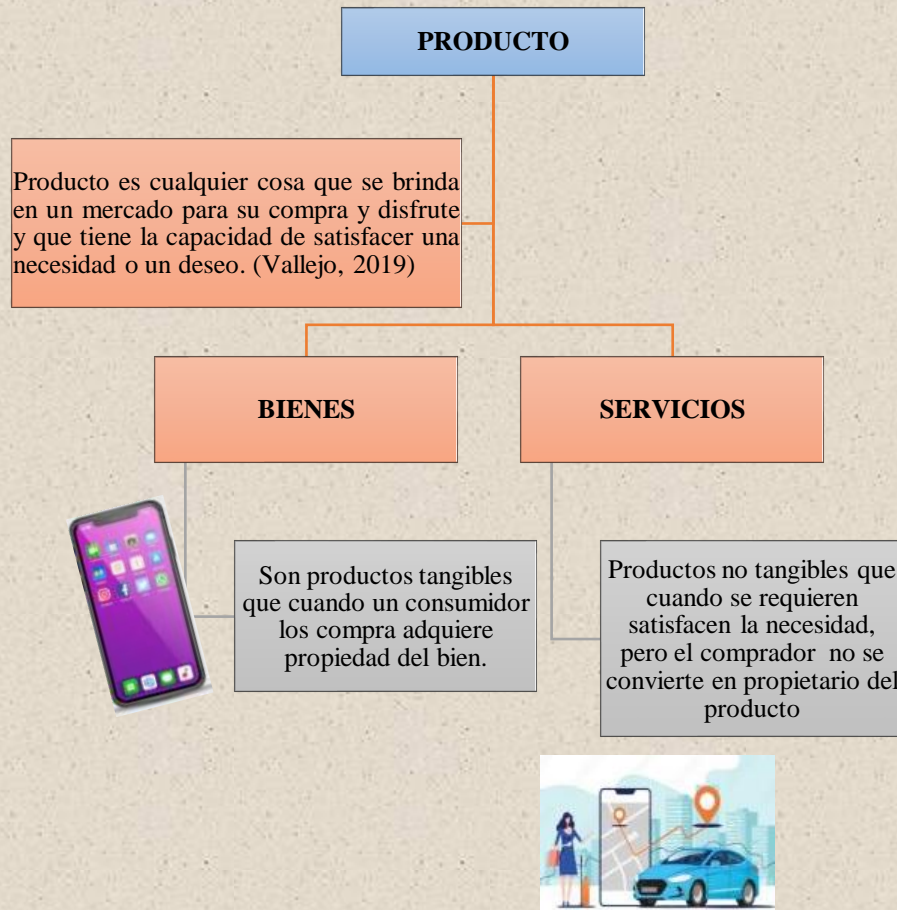 PRODUCTO
Producto es cualquier cosa que se brinda
en un mercado para su compra y disfrute
y que tiene la capacidad de satisfacer una
necesidad o un deseo. (Vallejo, 2019)
BIENES
SERVICIOS
Son productos tangibles
que cuando un consumidor
los compra adquiere
propiedad del bien.
Productos no tangibles que
cuando se requieren
satisfacen la necesidad,
pero el comprador  no se
convierte en propietario del
producto